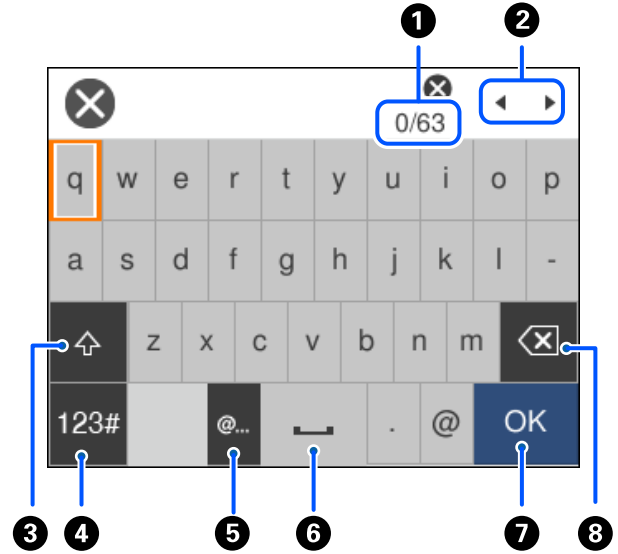 1 2
0/63
q w e r t y u i o p
a s d f g h j k l -
z x c v b n m
123# @... . @ OK
3 4 5 6 7 8